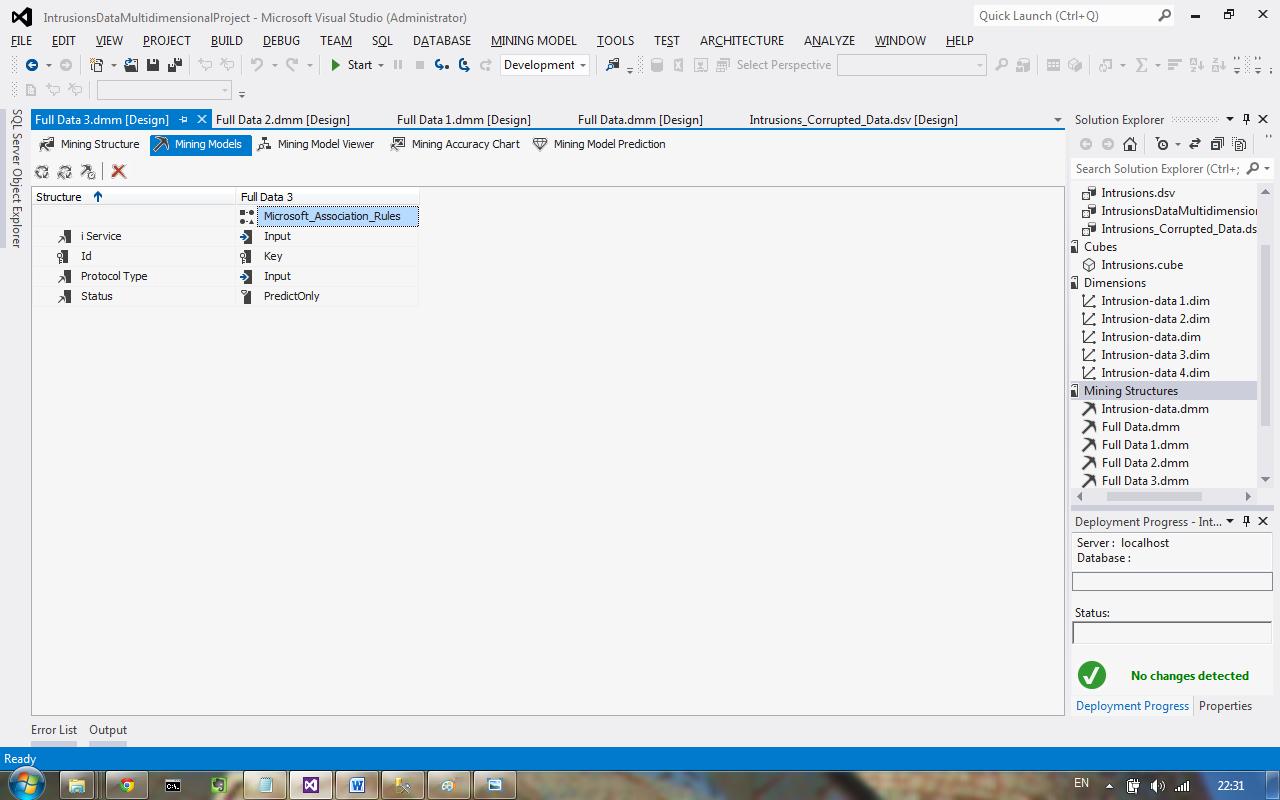 IntrusionsDataMultidimensionalProject - Microsoft Visual Studio (Administrator)
Quick Launch (Ctrl+Q)
FILE EDIT VIEW PROJECT BUILD DEBUG TEAM SQL DATABASE MINING MODEL TOOLS TEST ARCHITECTURE ANALYZE WINDOW HELP
Start Development Select Perspective
SQL Server Object Explorer
Full Data 3.dmm [Design] Full Data 2.dmm [Design] Full Data 1.dmm [Design] Full Data.dmm [Design] Intrusions_Corrupted_Data.dsv [Design]
Mining Structure Mining Models Mining Model Viewer Mining Accuracy Chart Mining Model Prediction
Structure Full Data 3
Microsoft_Association_Rules
i Service Input
Id Key
Protocol Type Input
Status PredictOnly
Solution Explorer
Search Solution Explorer (Ctrl+;
Intrusions.dsv
IntrusionsDataMultidimension
Intrusions_Corrupted_Data.ds
Cubes
Intrusions.cube
Dimensions
Intrusion-data 1.dim
Intrusion-data 2.dim
Intrusion-data.dim
Intrusion-data 3.dim
Intrusion-data 4.dim
Mining Structures
Intrusion-data.dmm
Full Data.dmm
Full Data 1.dmm
Full Data 2.dmm
Full Data 3.dmm
Deployment Progress - Int...
Server : localhost
Database :
Status:
No changes detected
Deployment Progress Properties
Error List Output
Ready
EN 22:31